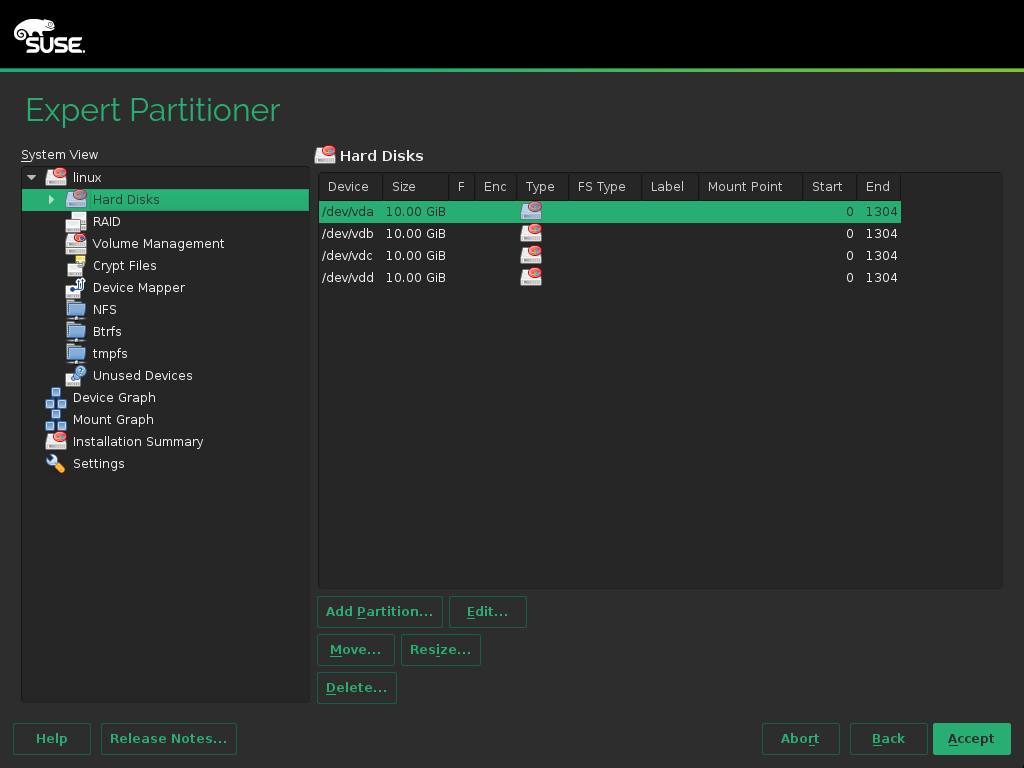 SUSE.
Expert Partitioner
System View
linux
Hard Disks
RAID
Volume Management
Crypt Files
Device Mapper
NFS
Btrfs
tmpfs
Unused Devices
Device Graph
Mount Graph
Installation Summary
Settings
Hard Disks
Device Size F Enc Type FS Type Label Mount Point Start End
/dev/vda 10.00 GiB 0 1304
/dev/vdb 10.00 GiB 0 1304
/dev/vdc 10.00 GiB 0 1304
/dev/vdd 10.00 GiB 0 1304
Add Partition... Edit...
Move... Resize...
Delete...
Help Release Notes... Abort Back Accept